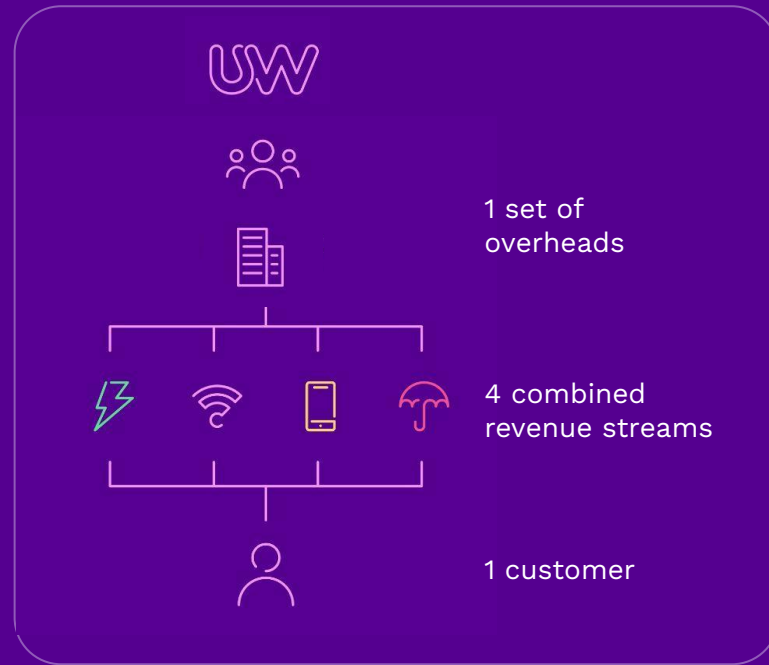 UW
1 set of
overheads
4 combined
revenue streams
1 customer